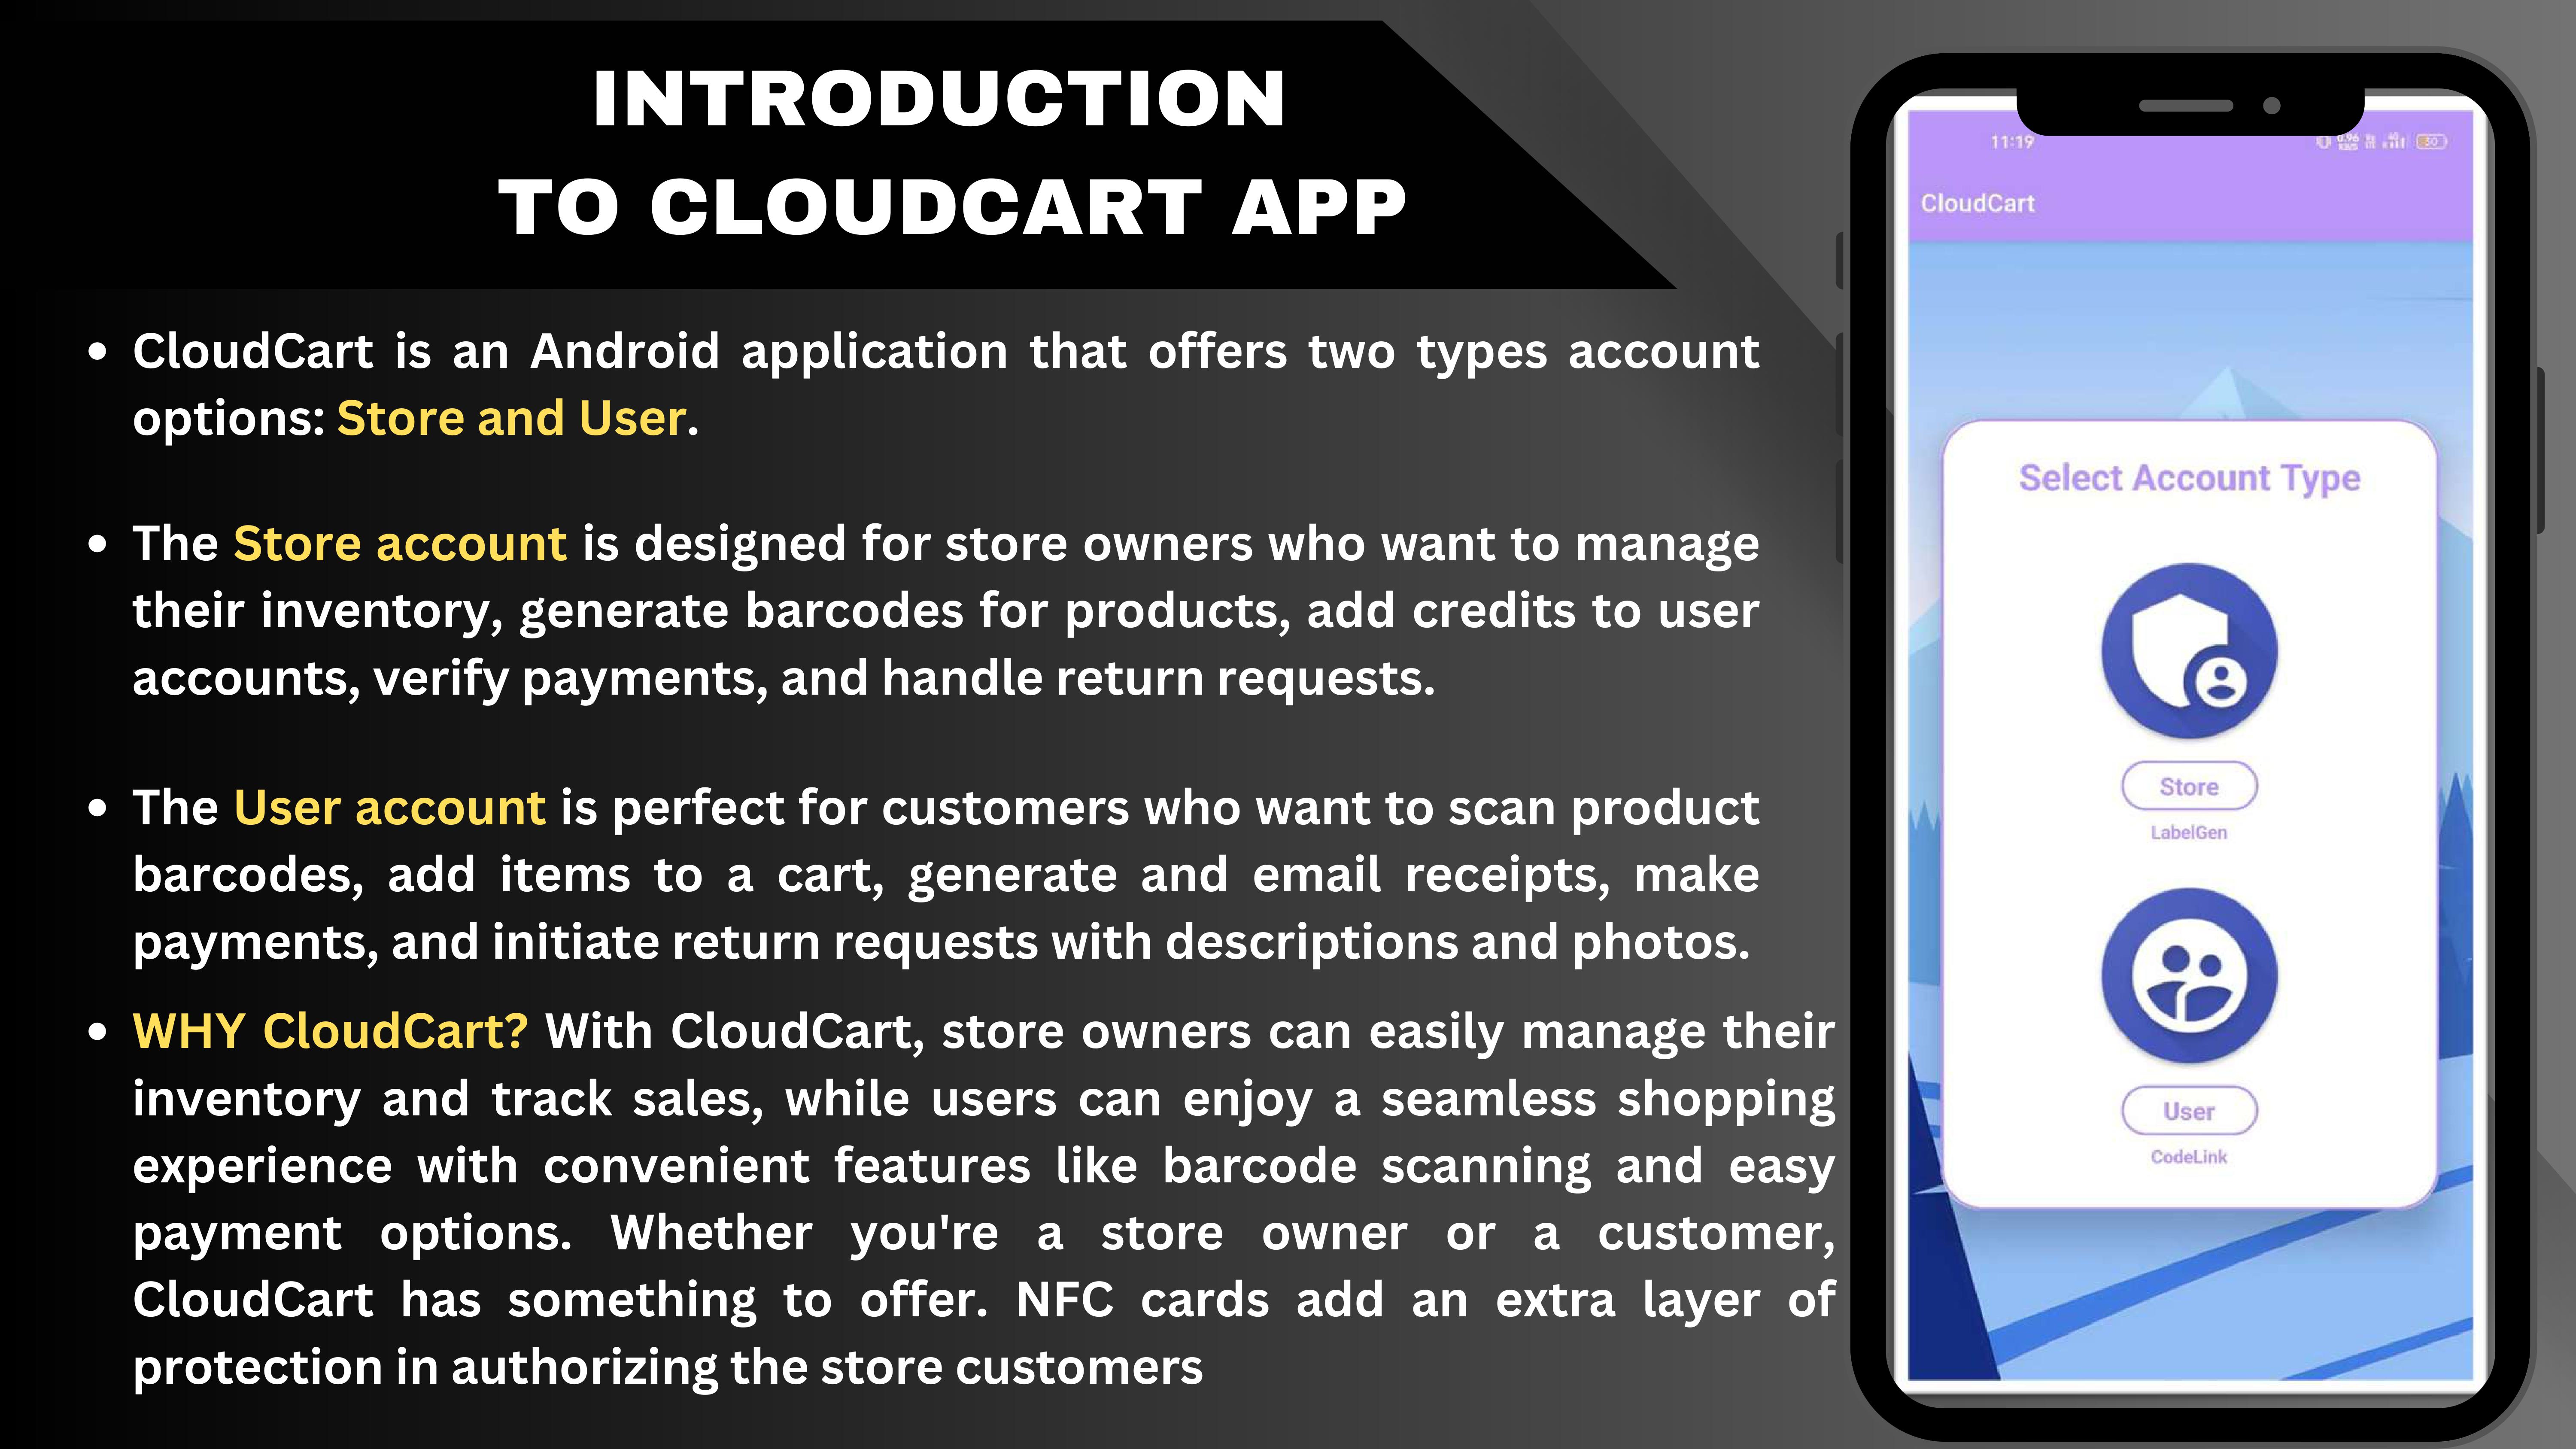 INTRODUCTION
TO CLOUDCART APP
• CloudCart is an Android application that offers two types account
options: Store and User.
• The Store account is designed for store owners who want to manage
their inventory, generate barcodes for products, add credits to user
accounts, verify payments, and handle return requests.
• The User account is perfect for customers who want to scan product
barcodes, add items to a cart, generate and email receipts, make
payments, and initiate return requests with descriptions and photos.
• WHY CloudCart? With CloudCart, store owners can easily manage their
inventory and track sales, while users can enjoy a seamless shopping
experience with convenient features like barcode scanning and easy
payment options. Whether you're a store owner or a customer,
CloudCart has something to offer. NFC cards add an extra layer of
protection in authorizing the store customers
11:19
CloudCart
Select Account Type
Store
LabelGen
User
CodeLink